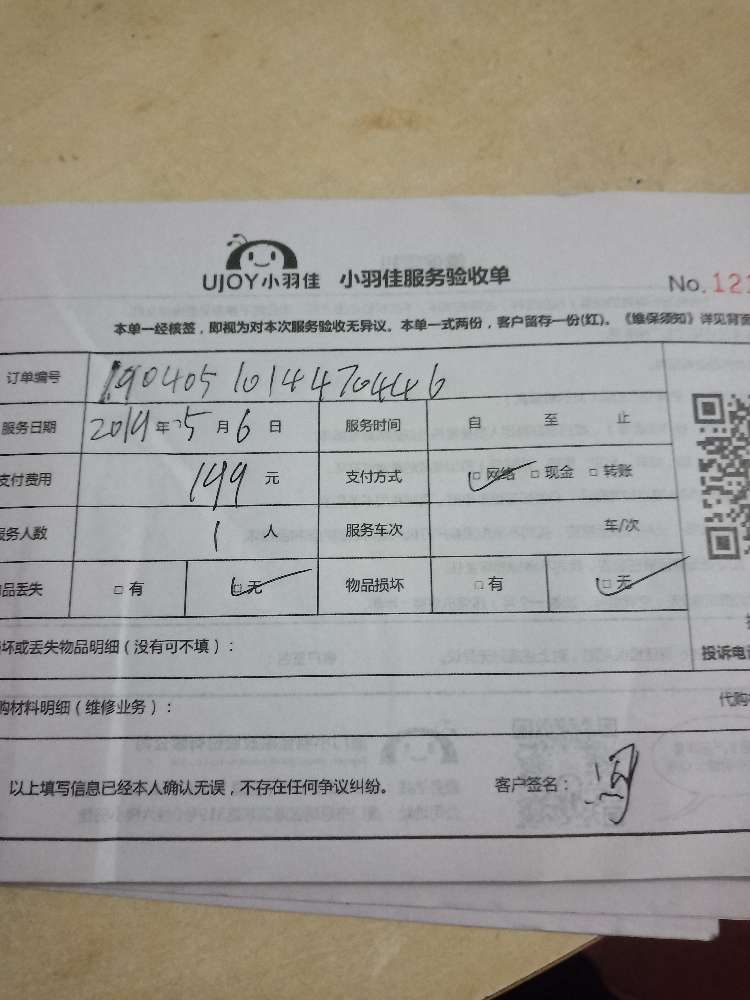 UJOY小羽佳 小羽佳服务验收单 No.121
本单一经核签，即视为对本次服务验收无异议。本单一式两份，客户留存一份(红)。《维保须知》详见背面
订单编号 190405101447044 46
服务日期 2019年5月6日 服务时间 自 至 止
支付费用 199元 支付方式 □网络 □现金 □转账
服务人数 1人 服务车次 车/次
品丢失 □有 □无 物品损坏 □有 □无
坏或丢失物品明细（没有可不填）：
投诉电话
购材料明细（维修业务）： 代购
以上填写信息已经本人确认无误，不存在任何争议纠纷。 客户签名：